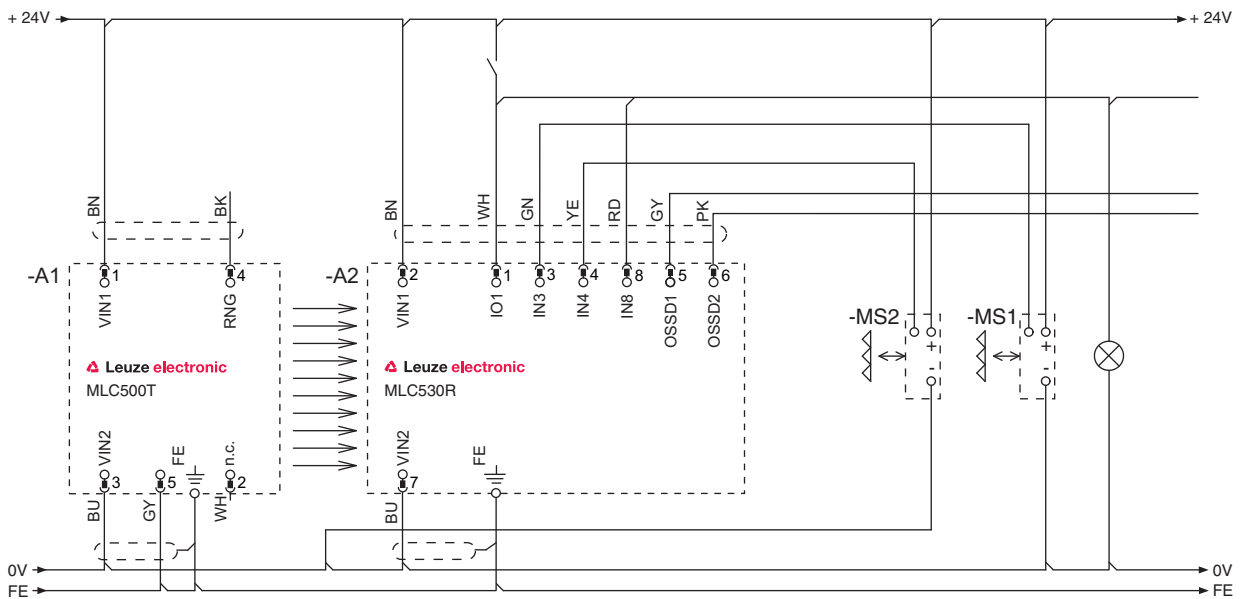 + 24V
+ 24V
BN
BK
BN
WH
GN
YE
RD
GY
PK
-A1
1
4
-A2
2
1
3
4
8
5
6
VIN1
RNG
VIN1
IO1
IN3
IN4
IN8
OSSD1
OSSD2
-MS2
-MS1
+
+
-
-
Leuze electronic
MLC500T
Leuze electronic
MLC530R
VIN2
FE
n.c.
VIN2
FE
3
5
2
7
BU
GY
WH
BU
0V
0V
FE
FE